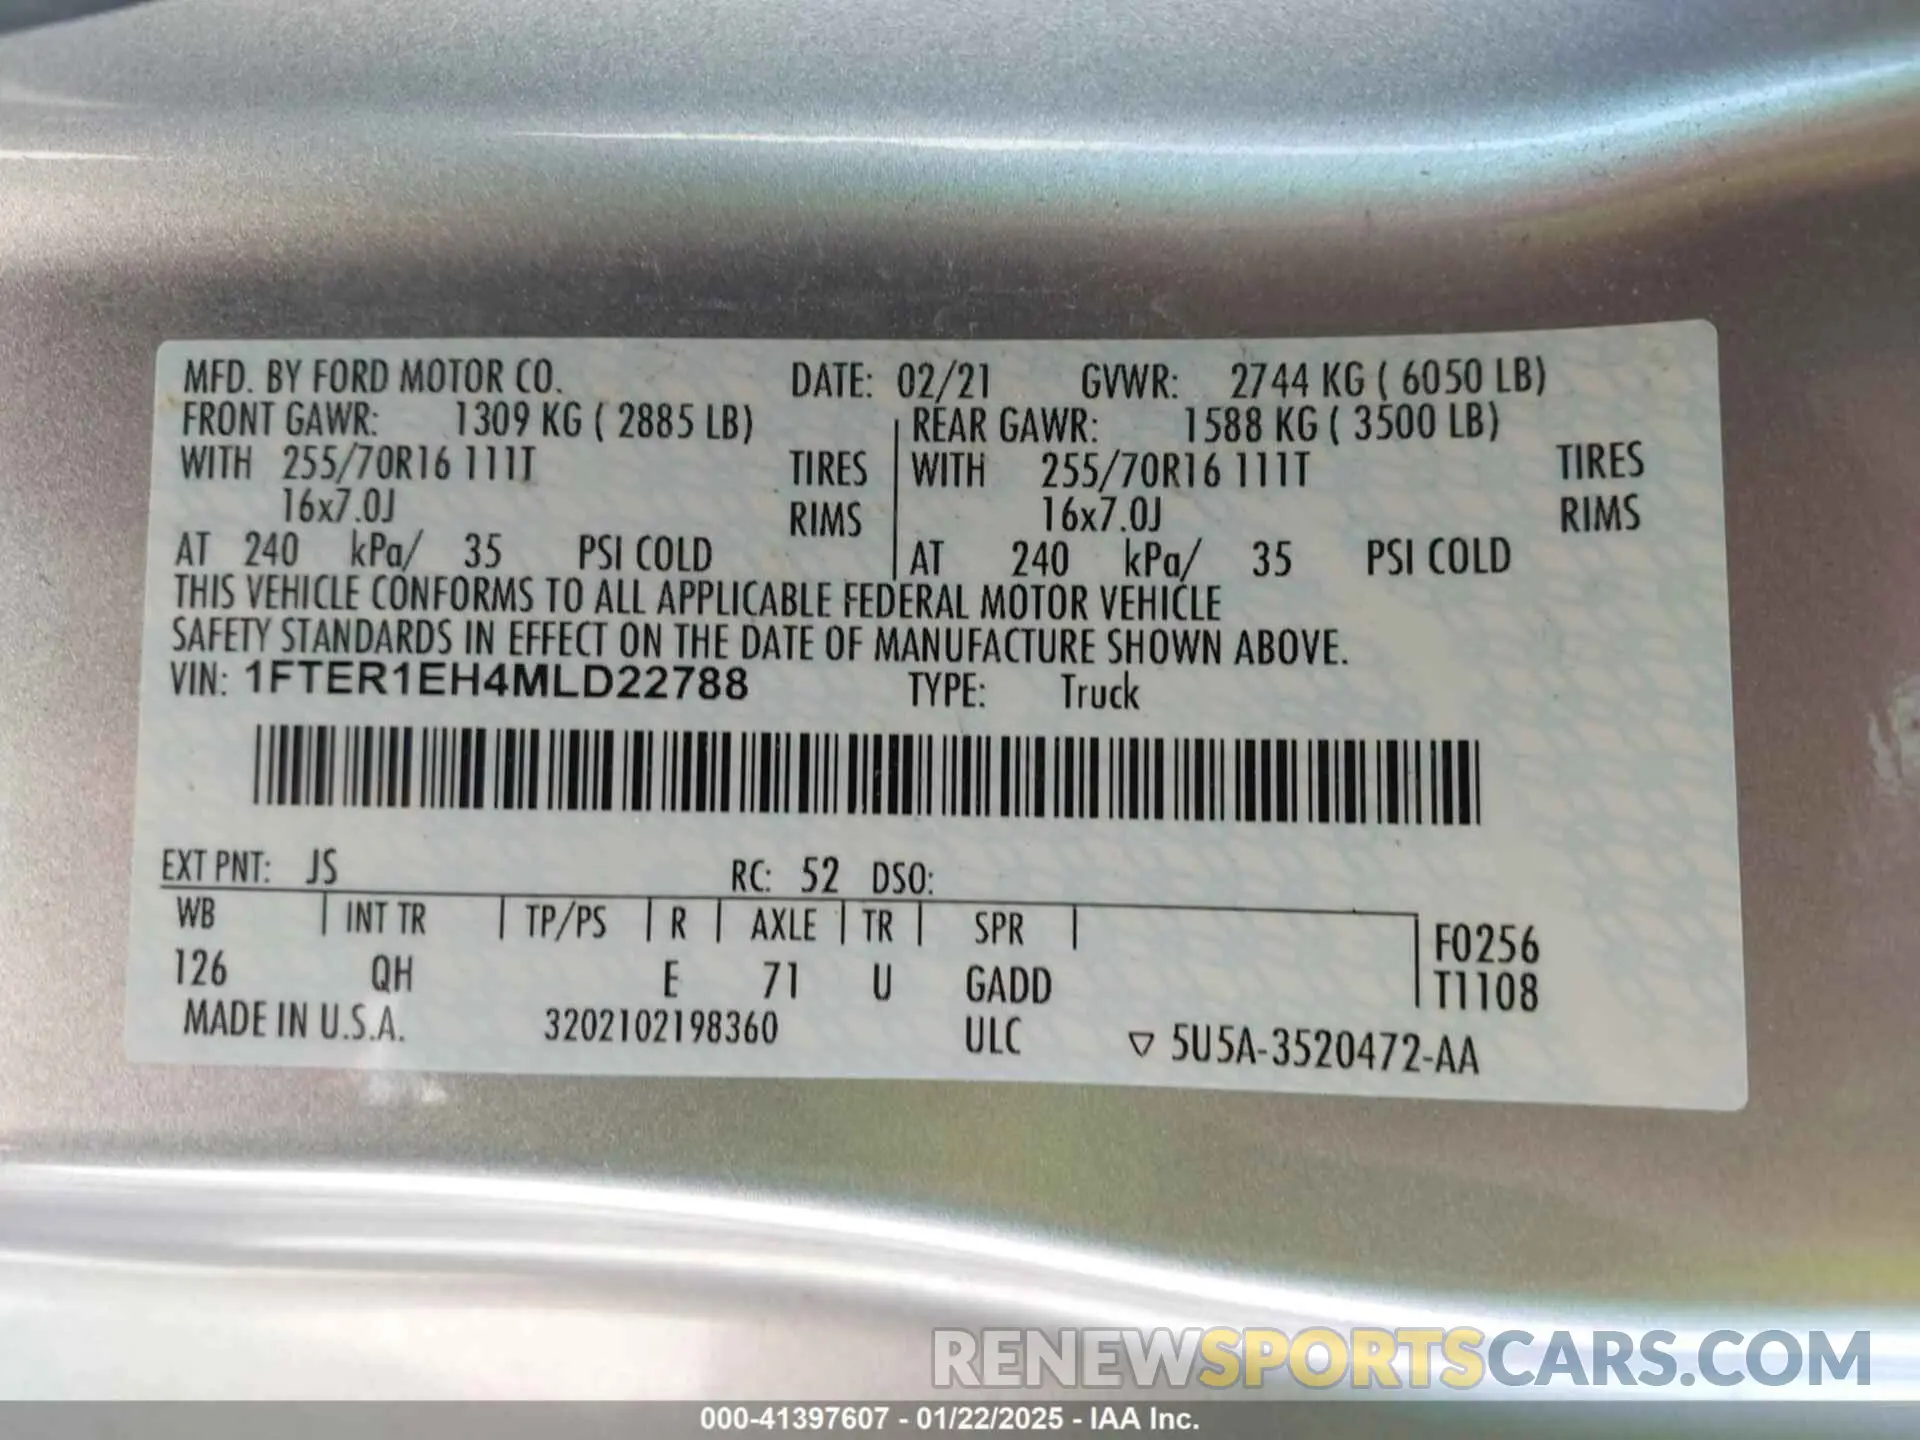 MFD. BY FORD MOTOR CO. DATE: 02/21 GVWR: 2744 KG ( 6050 LB)
FRONT GAWR: 1309 KG ( 2885 LB) REAR GAWR: 1588 KG ( 3500 LB)
WITH 255/70R16 111T TIRES WITH 255/70R16 111T TIRES
16x7.0J RIMS 16x7.0J RIMS
AT 240 kPa/ 35 PSI COLD AT 240 kPa/ 35 PSI COLD
THIS VEHICLE CONFORMS TO ALL APPLICABLE FEDERAL MOTOR VEHICLE
SAFETY STANDARDS IN EFFECT ON THE DATE OF MANUFACTURE SHOWN ABOVE.
VIN: 1FTER1EH4MLD22788 TYPE: Truck
EXT PNT: JS RC: 52 DSO:
WB INT TR TP/PS R AXLE TR SPR F0256
126 QH E 71 U GADD T1108
MADE IN U.S.A. 3202102198360 ULC ▽ 5U5A-3520472-AA
RENEWSPORTSCARS.COM
000-41397607 - 01/22/2025 - IAA Inc.